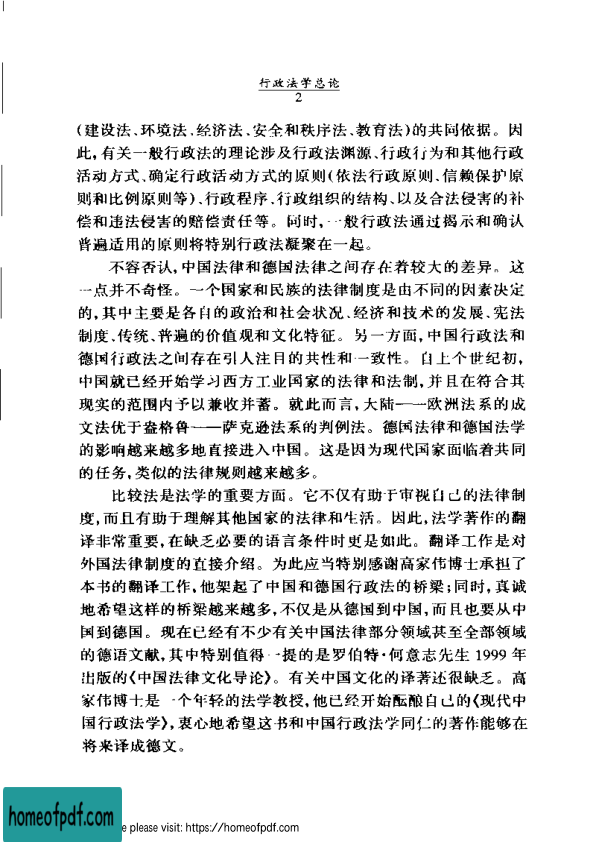 行政法学总论
2
(建设法、环境法、经济法、安全和秩序法、教育法)的共同依据。因
此,有关一般行政法的理论涉及行政法渊源、行政行为和其他行政
活动方式、确定行政活动方式的原则(依法行政原则、信赖保护原
则和比例原则等)、行政程序、行政组织的结构、以及合法侵害的补
偿和违法侵害的赔偿责任等。同时,一般行政法通过揭示和确认
普遍适用的原则将特别行政法凝聚在一起。
不容否认,中国法律和德国法律之间存在着较大的差异。这
一点并不奇怪。一个国家和民族的法律制度是由不同的因素决定
的,其中主要是各自的政治和社会状况、经济和技术的发展、宪法
制度、传统、普遍的价值观和文化特征。另一方面,中国行政法和
德国行政法之间存在引人注目的共性和一致性。自上个世纪初,
中国就已经开始学习西方工业国家的法律和法制,并且在符合其
现实的范围内予以兼收并蓄。就此而言,大陆——欧洲法系的成
文法优于盎格鲁——萨克逊法系的判例法。德国法律和德国法学
的影响越来越多地直接进入中国。这是因为现代国家面临着共同
的任务,类似的法律规则越来越多。
比较法是法学的重要方面。它不仅有助于审视自己的法律制
度,而且有助于理解其他国家的法律和生活。因此,法学著作的翻
译非常重要,在缺乏必要的语言条件时更是如此。翻译工作是对
外国法律制度的直接介绍。为此应当特别感谢高家伟博士承担了
本书的翻译工作,他架起了中国和德国行政法的桥梁;同时,真诚
地希望这样的桥梁越来越多,不仅是从德国到中国,而且也要从中
国到德国。现在已经有不少有关中国法律部分领域甚至全部领域
的德语文献,其中特别值得一提的是罗伯特·何意志先生 1999 年
出版的《中国法律文化导论》。有关中国文化的译著还很缺乏。高
家伟博士是一个年轻的法学教授,他已经开始酝酿自己的《现代中
国行政法学》,衷心地希望这书和中国行政法学同仁的著作能够在
将来译成德文。
homeofpdf.com
e please visit: https://homeofpdf.com